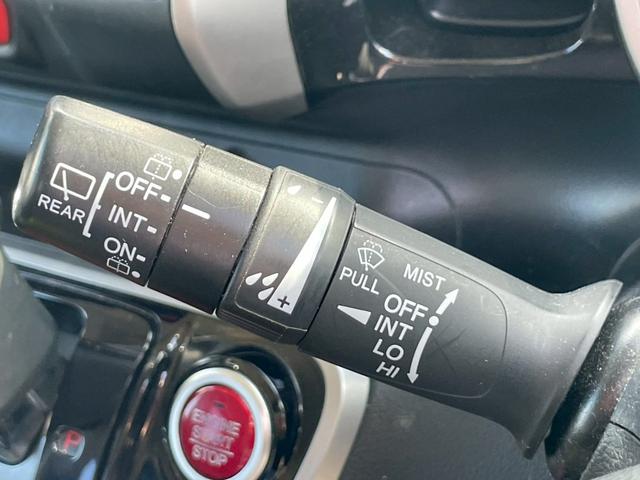 REAR
OFF
INT
ON
-
+
PULL
MIST
OFF
INT
LO
HI
ENGINE
START
STOP
P